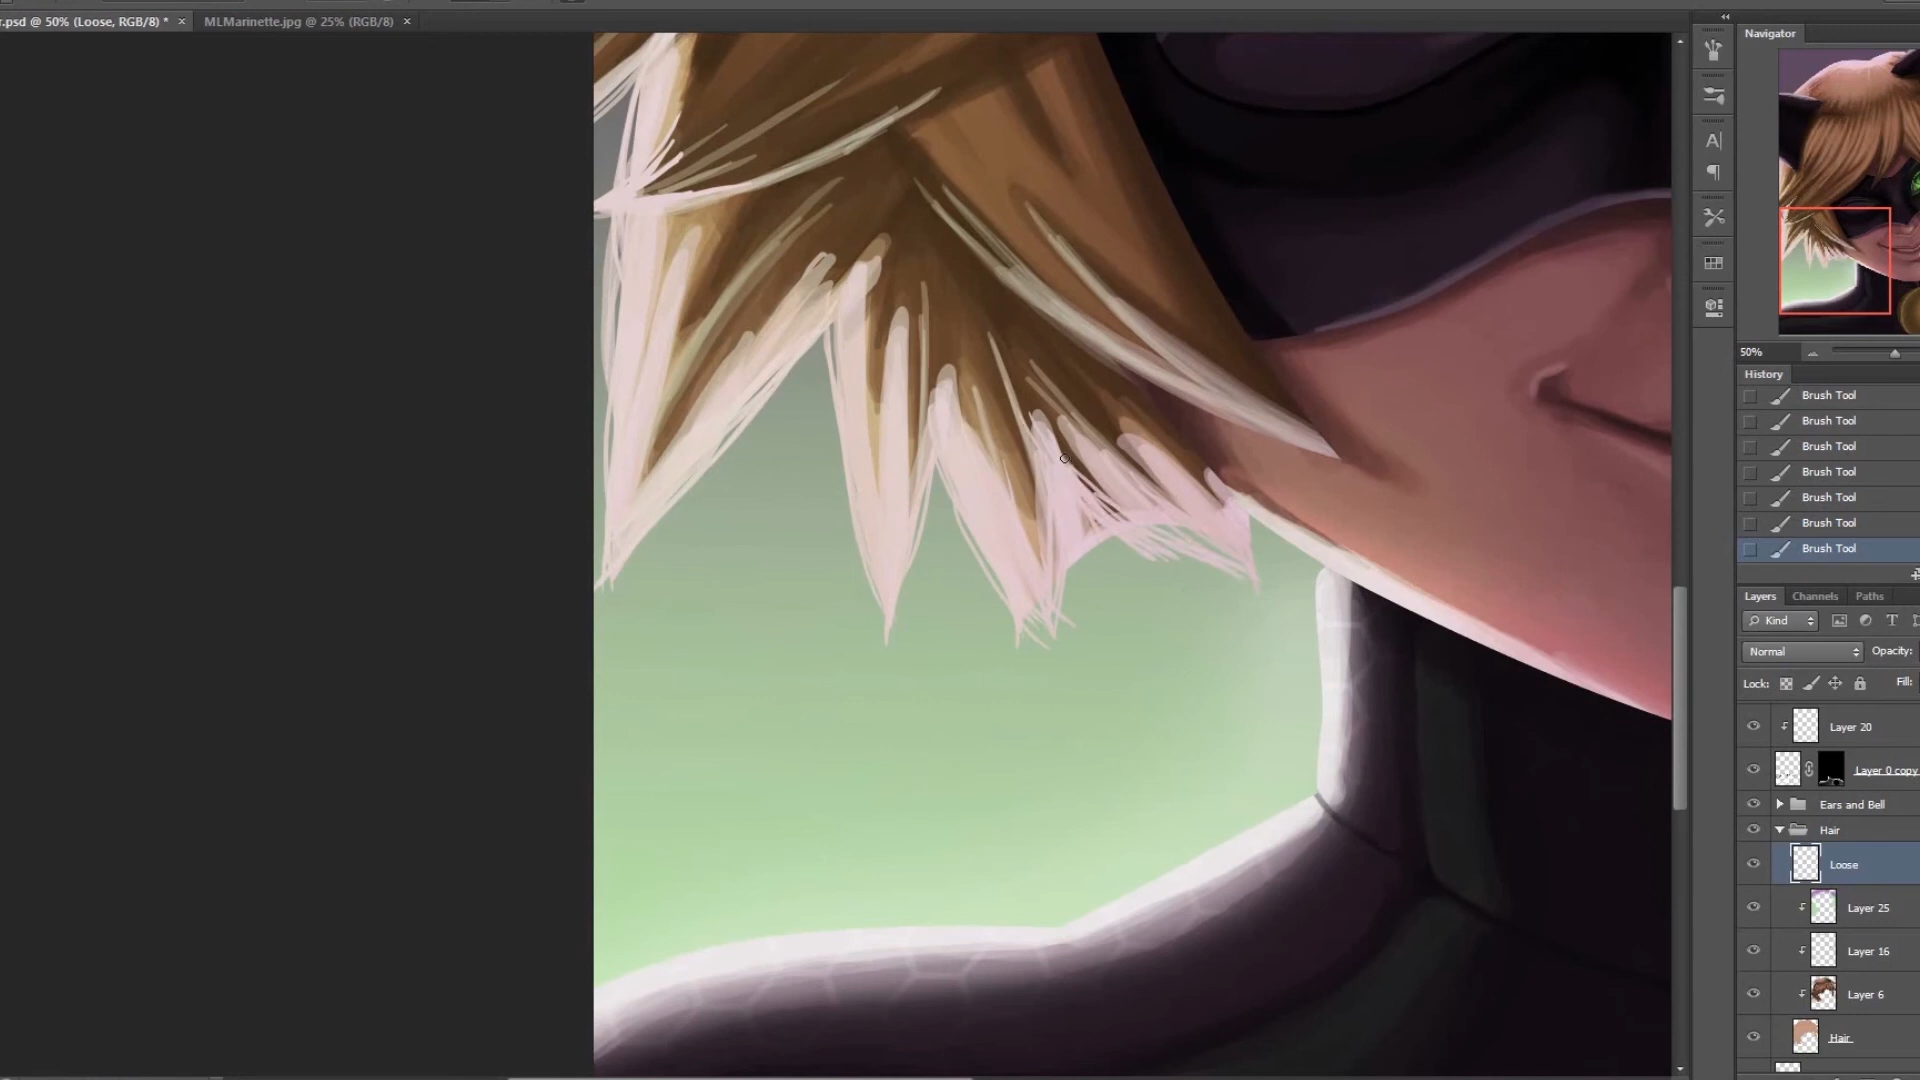 r.psd @ 50% (Loose, RGB/8) * × MLMarinette.jpg @ 25% (RGB/8) ×
Navigator
50%
History
Brush Tool
Brush Tool
Brush Tool
Brush Tool
Brush Tool
Brush Tool
Brush Tool
Layers Channels Paths
Kind
Normal Opacity:
Lock: Fill:
Layer 20
Layer 0 copy
Ears and Bell
Hair
Loose
Layer 25
Layer 16
Layer 6
Hair